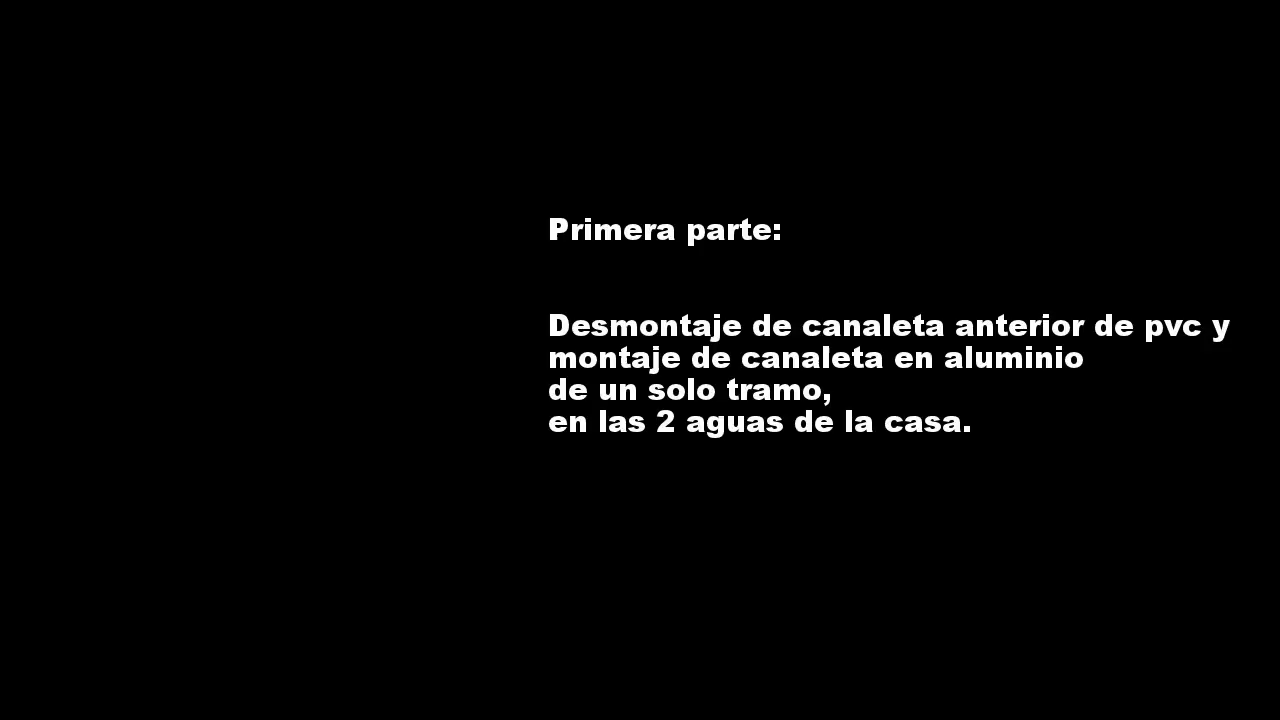 Primera parte:
Desmontaje de canaleta anterior de pvc y
montaje de canaleta en aluminio
de un solo tramo,
en las 2 aguas de la casa.